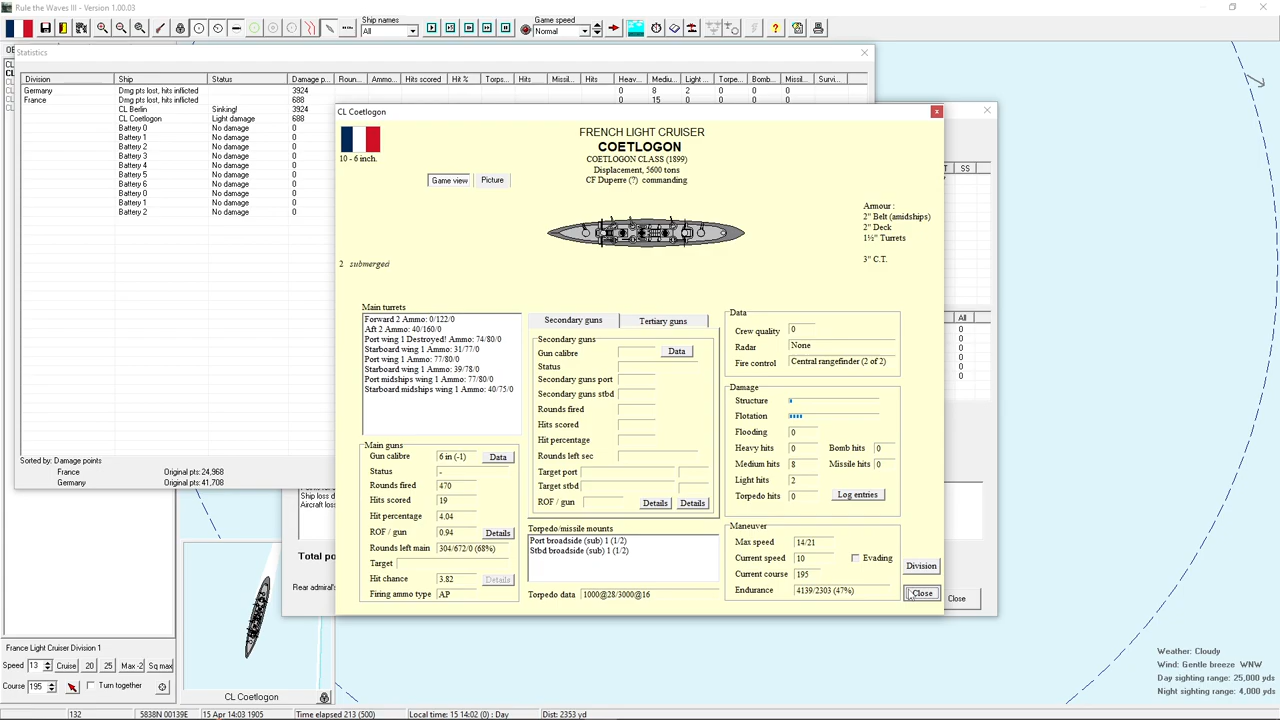 Rule the Waves III - Version 1.00.03
Ship names
All
Game speed
Normal
Statistics
Division Ship Status Damage p... Roun... Ammo... Hits scored Hit % Torps... Hits Missil... Hits Heav... Mediu... Light ... Torpe... Bomb... Missil... Survi...
Germany Dmg pts lost, hits inflicted 3924 0 8 2 0 0 0
France Dmg pts lost, hits inflicted 688 0 15
CL Berlin Sinking! 3924
CL Coetlogon Light damage 688
Battery 0 No damage 0
Battery 1 No damage 0
Battery 2 No damage 0
Battery 3 No damage 0
Battery 4 No damage 0
Battery 5 No damage 0
Battery 6 No damage 0
Battery 0 No damage 0
Battery 1 No damage 0
Battery 2 No damage 0
Sorted by: Damage points
France Original pts: 24,968
Germany Original pts: 41,708
CL Coetlogon
10 - 6 inch.
FRENCH LIGHT CRUISER
COETLOGON
COETLOGON CLASS (1899)
Displacement, 5600 tons
CF Duperre (?) commanding
Game view Picture
Armour :
2" Belt (amidships)
2" Deck
1½" Turrets
3" C.T.
2 submerged
Main turrets
Forward 2 Ammo: 0/122/0
Aft 2 Ammo: 40/160/0
Port wing 1 Destroyed! Ammo: 74/80/0
Starboard wing 1 Ammo: 31/77/0
Port wing 1 Ammo: 77/80/0
Starboard wing 1 Ammo: 39/78/0
Port midships wing 1 Ammo: 77/80/0
Starboard midships wing 1 Ammo: 40/75/0
Main guns
Gun calibre 6 in (-1) Data
Status -
Rounds fired 470
Hits scored 19
Hit percentage 4.04
ROF / gun 0.94 Details
Rounds left main 304/672/0 (68%)
Target
Hit chance 3.82 Details
Firing ammo type AP
Secondary guns Tertiary guns
Secondary guns
Gun calibre Data
Status
Secondary guns port
Secondary guns stbd
Rounds fired
Hits scored
Hit percentage
Rounds left sec
Target port
Target stbd
ROF / gun Details Details
Torpedo/missile mounts
Port broadside (sub) 1 (1/2)
Stbd broadside (sub) 1 (1/2)
Torpedo data 1000@28/3000@16
Data
Crew quality 0
Radar None
Fire control Central rangefinder (2 of 2)
Damage
Structure
Flotation
Flooding 0
Heavy hits 0 Bomb hits 0
Medium hits 8 Missile hits 0
Light hits 2
Torpedo hits 0 Log entries
Maneuver
Max speed 14/21
Current speed 10 Evading
Current course 195
Endurance 4139/2303 (47%)
Division
Close
T SS
All
0
0
0
0
0
Close
Ship loss
Aircraft loss
Total po
Rear admiral's
France Light Cruiser Division 1
Speed 13 Cruise 20 25 Max -2 Sq max
Course 195 Turn together
CL Coetlogon
Weather: Cloudy
Wind: Gentle breeze WNW
Day sighting range: 25,000 yds
Night sighting range: 4,000 yds
132 5838N 00139E 15 Apr 14:03 1905 Time elapsed 213 (500) Local time: 15 14:02 (0) : Day Dist: 2353 yd